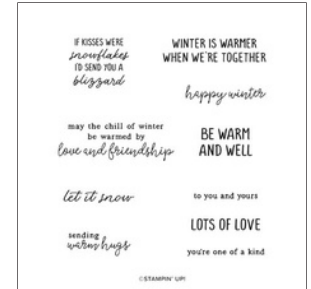 IF KISSES WERE
snowflakes
I'D SEND YOU A
blizzard
WINTER IS WARMER
WHEN WE'RE TOGETHER
happy winter
may the chill of winter
be warmed by
love and friendship
BE WARM
AND WELL
let it snow
to you and yours
sending
warm hugs
LOTS OF LOVE
you're one of a kind
©STAMPIN' UP!